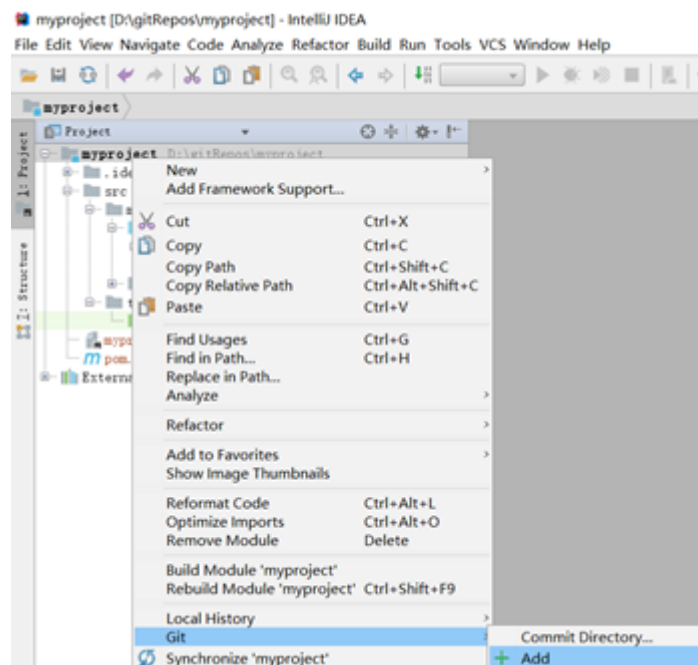 myproject [D:\gitRepos\myproject] - IntelliJ IDEA
File Edit View Navigate Code Analyze Refactor Build Run Tools VCS Window Help
myproject
1: Project
Z: Structure
Project
myproject D:\gitRepos\myproject
.ide
src
m
t
mypr
pom.
Externa
New
Add Framework Support...
Cut Ctrl+X
Copy Ctrl+C
Copy Path Ctrl+Shift+C
Copy Relative Path Ctrl+Alt+Shift+C
Paste Ctrl+V
Find Usages Ctrl+G
Find in Path... Ctrl+H
Replace in Path...
Analyze
Refactor
Add to Favorites
Show Image Thumbnails
Reformat Code Ctrl+Alt+L
Optimize Imports Ctrl+Alt+O
Remove Module Delete
Build Module 'myproject'
Rebuild Module 'myproject' Ctrl+Shift+F9
Local History
Git
Synchronize 'myproject'
Commit Directory...
Add